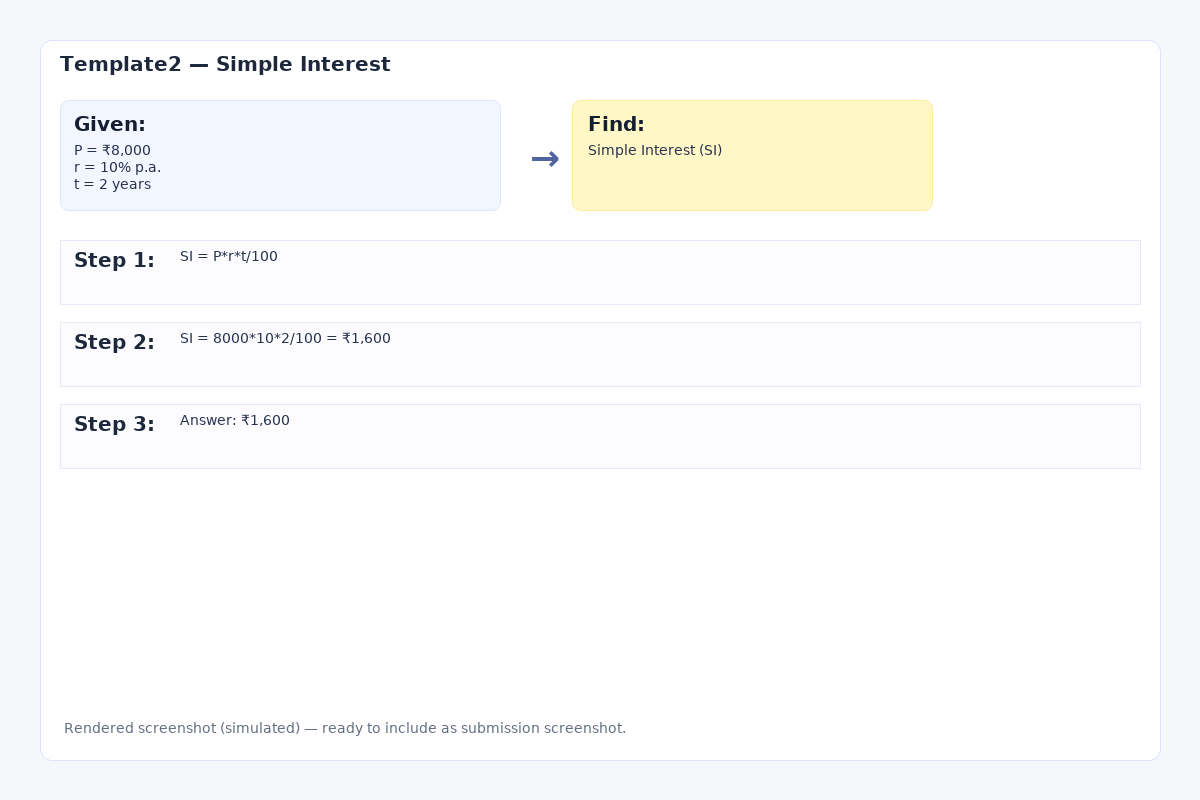 Template2 — Simple Interest
Given:
P = ₹8,000
r = 10% p.a.
t = 2 years
→
Find:
Simple Interest (SI)
Step 1: SI = P*r*t/100
Step 2: SI = 8000*10*2/100 = ₹1,600
Step 3: Answer: ₹1,600
Rendered screenshot (simulated) — ready to include as submission screenshot.